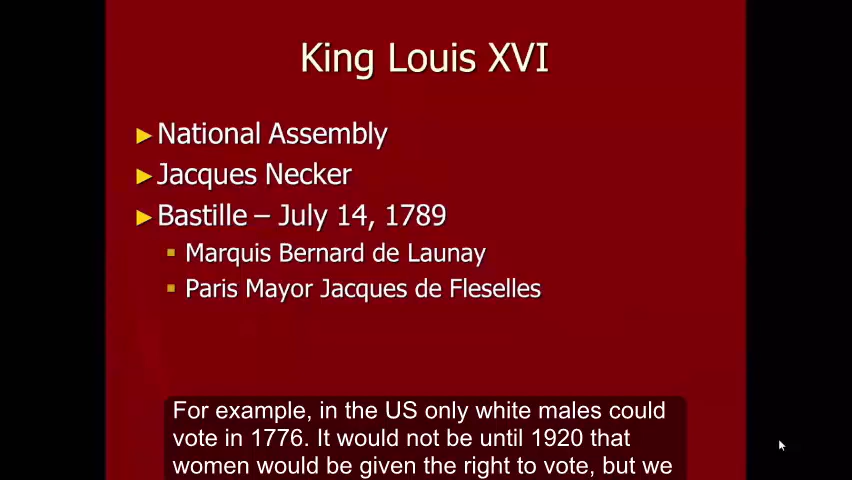 King Louis XVI
►National Assembly
►Jacques Necker
►Bastille – July 14, 1789
▪ Marquis Bernard de Launay
▪ Paris Mayor Jacques de Fleselles
For example, in the US only white males could
vote in 1776. It would not be until 1920 that
women would be given the right to vote, but we